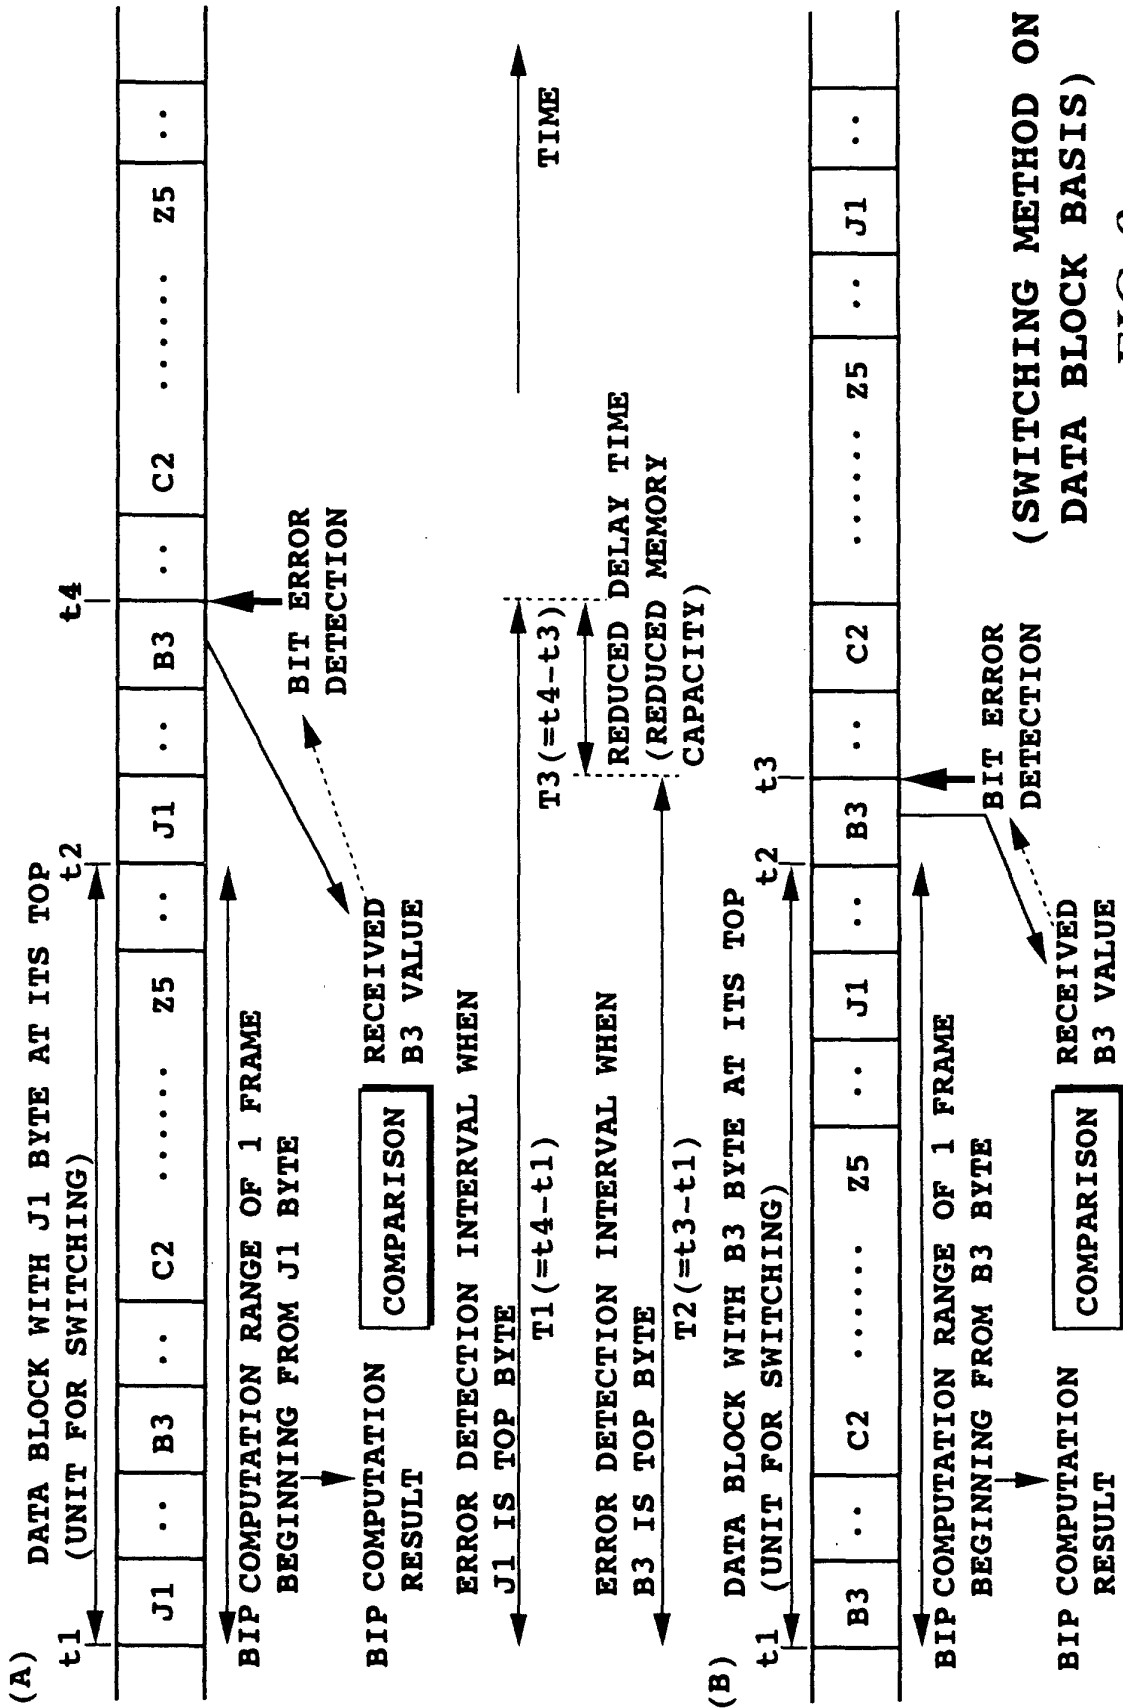 (A)
DATA BLOCK WITH J1 BYTE AT ITS TOP
(UNIT FOR SWITCHING)
t1
t2
t4
J1
..
B3
..
C2
......
Z5
..
J1
..
B3
..
C2
......
Z5
..
BIP COMPUTATION RANGE OF 1 FRAME
BEGINNING FROM J1 BYTE
BIT ERROR
DETECTION
BIP COMPUTATION
RESULT
COMPARISON
RECEIVED
B3 VALUE
ERROR DETECTION INTERVAL WHEN
J1 IS TOP BYTE
T1(=t4-t1)
T3(=t4-t3)
TIME
ERROR DETECTION INTERVAL WHEN
B3 IS TOP BYTE
T2(=t3-t1)
REDUCED DELAY TIME
(REDUCED MEMORY
CAPACITY)
(B)
DATA BLOCK WITH B3 BYTE AT ITS TOP
(UNIT FOR SWITCHING)
t1
t2
t3
B3
..
C2
......
Z5
..
J1
..
B3
..
C2
......
Z5
..
J1
..
BIP COMPUTATION RANGE OF 1 FRAME
BEGINNING FROM B3 BYTE
BIT ERROR
DETECTION
BIP COMPUTATION
RESULT
COMPARISON
RECEIVED
B3 VALUE
(SWITCHING METHOD ON
DATA BLOCK BASIS)